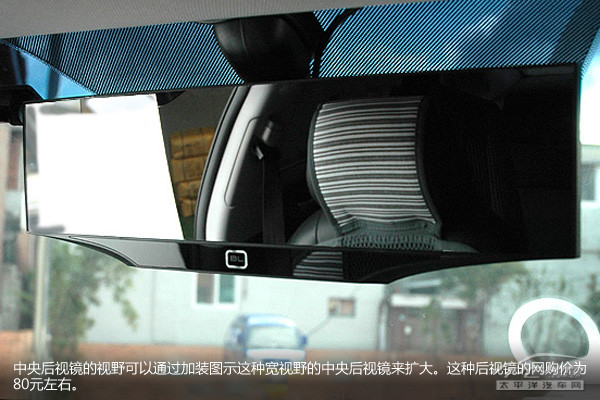 BL
中央后视镜的视野可以通过加装图示这种宽视野的中央后视镜来扩大。这种后视镜的网购价为
80元左右。
太平洋汽车网